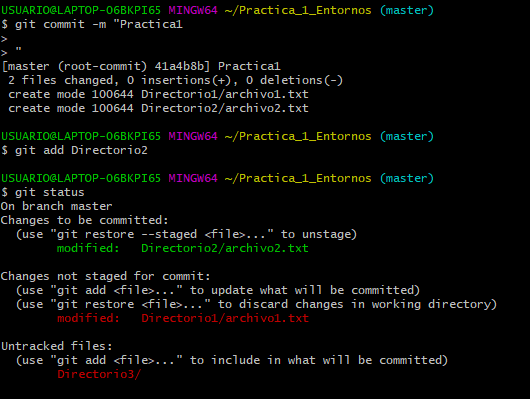 USUARIO@LAPTOP-O6BKPI65 MINGW64 ~/Practica_1_Entornos (master)
$ git commit -m "Practica1
>
> "
[master (root-commit) 41a4b8b] Practica1
 2 files changed, 0 insertions(+), 0 deletions(-)
 create mode 100644 Directorio1/archivo1.txt
 create mode 100644 Directorio2/archivo2.txt
USUARIO@LAPTOP-O6BKPI65 MINGW64 ~/Practica_1_Entornos (master)
$ git add Directorio2
USUARIO@LAPTOP-O6BKPI65 MINGW64 ~/Practica_1_Entornos (master)
$ git status
On branch master
Changes to be committed:
  (use "git restore --staged <file>..." to unstage)
        modified:   Directorio2/archivo2.txt
Changes not staged for commit:
  (use "git add <file>..." to update what will be committed)
  (use "git restore <file>..." to discard changes in working directory)
        modified:   Directorio1/archivo1.txt
Untracked files:
  (use "git add <file>..." to include in what will be committed)
        Directorio3/